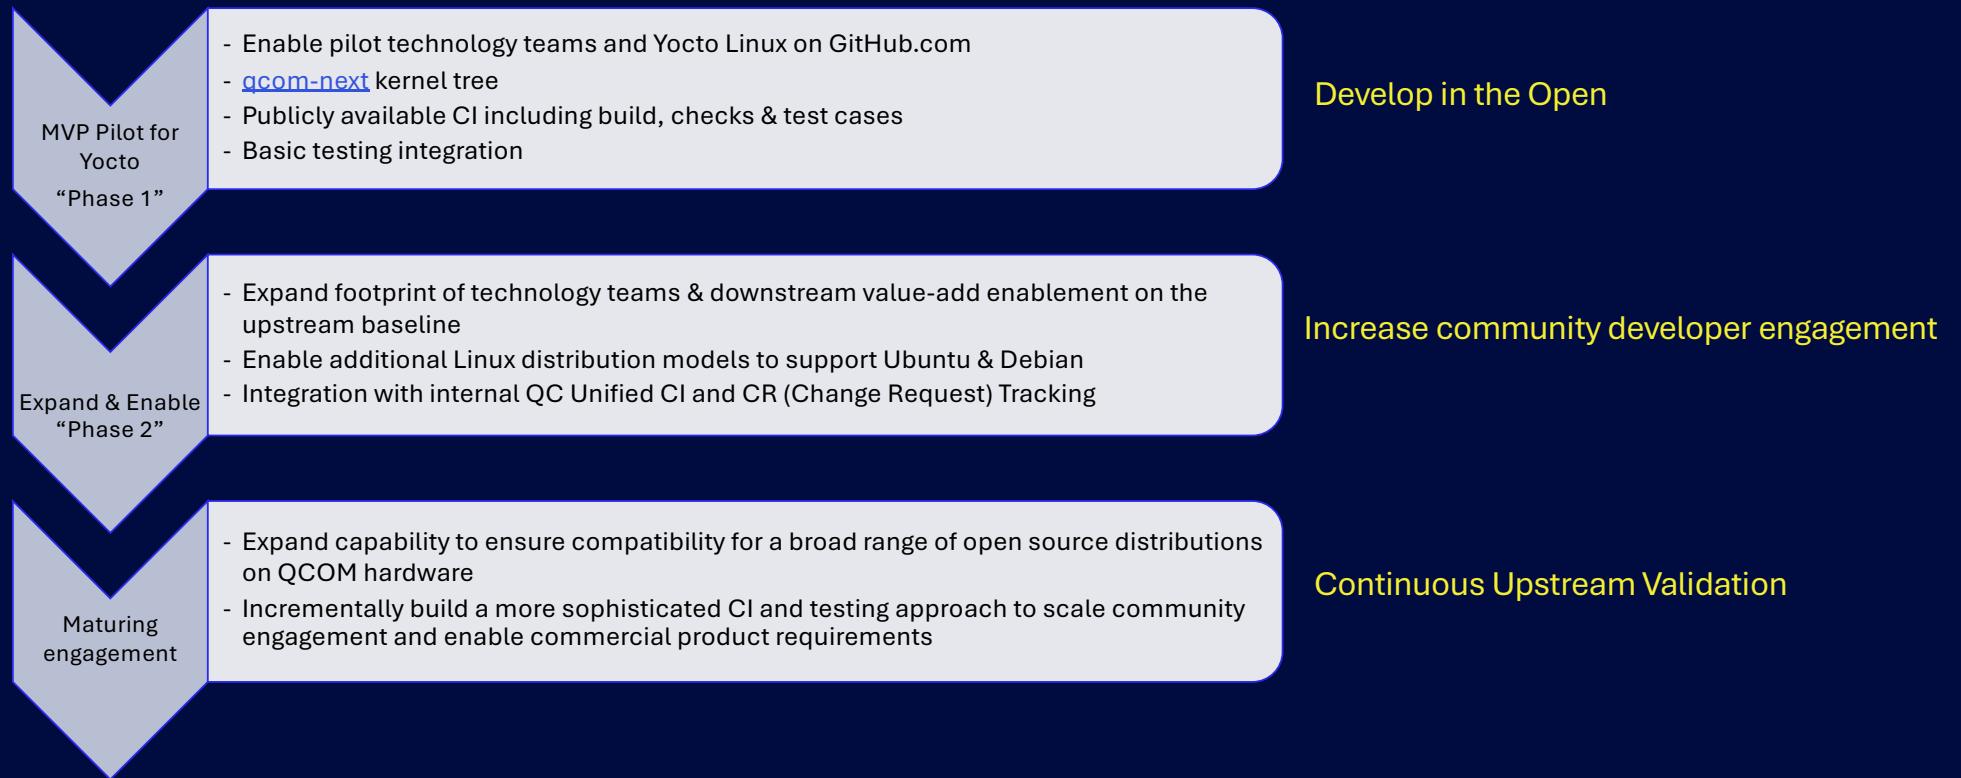 MVP Pilot for
Yocto
“Phase 1”
- Enable pilot technology teams and Yocto Linux on GitHub.com
- qcom-next kernel tree
- Publicly available CI including build, checks & test cases
- Basic testing integration
Develop in the Open
Expand & Enable
“Phase 2”
- Expand footprint of technology teams & downstream value-add enablement on the
upstream baseline
- Enable additional Linux distribution models to support Ubuntu & Debian
- Integration with internal QC Unified CI and CR (Change Request) Tracking
Increase community developer engagement
Maturing
engagement
- Expand capability to ensure compatibility for a broad range of open source distributions
on QCOM hardware
- Incrementally build a more sophisticated CI and testing approach to scale community
engagement and enable commercial product requirements
Continuous Upstream Validation